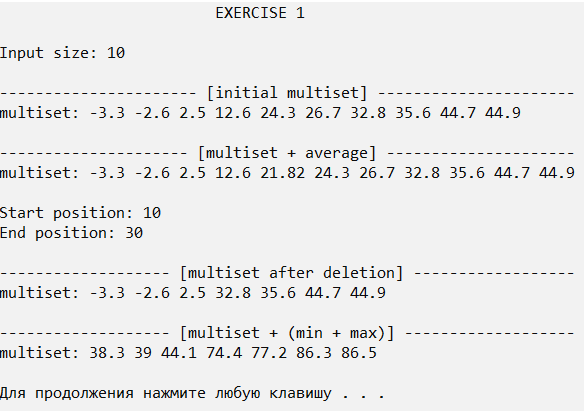 EXERCISE 1
Input size: 10
---------------------- [initial multiset] ----------------------
multiset: -3.3 -2.6 2.5 12.6 24.3 26.7 32.8 35.6 44.7 44.9
--------------------- [multiset + average] ---------------------
multiset: -3.3 -2.6 2.5 12.6 21.82 24.3 26.7 32.8 35.6 44.7 44.9
Start position: 10
End position: 30
------------------- [multiset after deletion] ------------------
multiset: -3.3 -2.6 2.5 32.8 35.6 44.7 44.9
------------------- [multiset + (min + max)] -------------------
multiset: 38.3 39 44.1 74.4 77.2 86.3 86.5
Для продолжения нажмите любую клавишу . . .